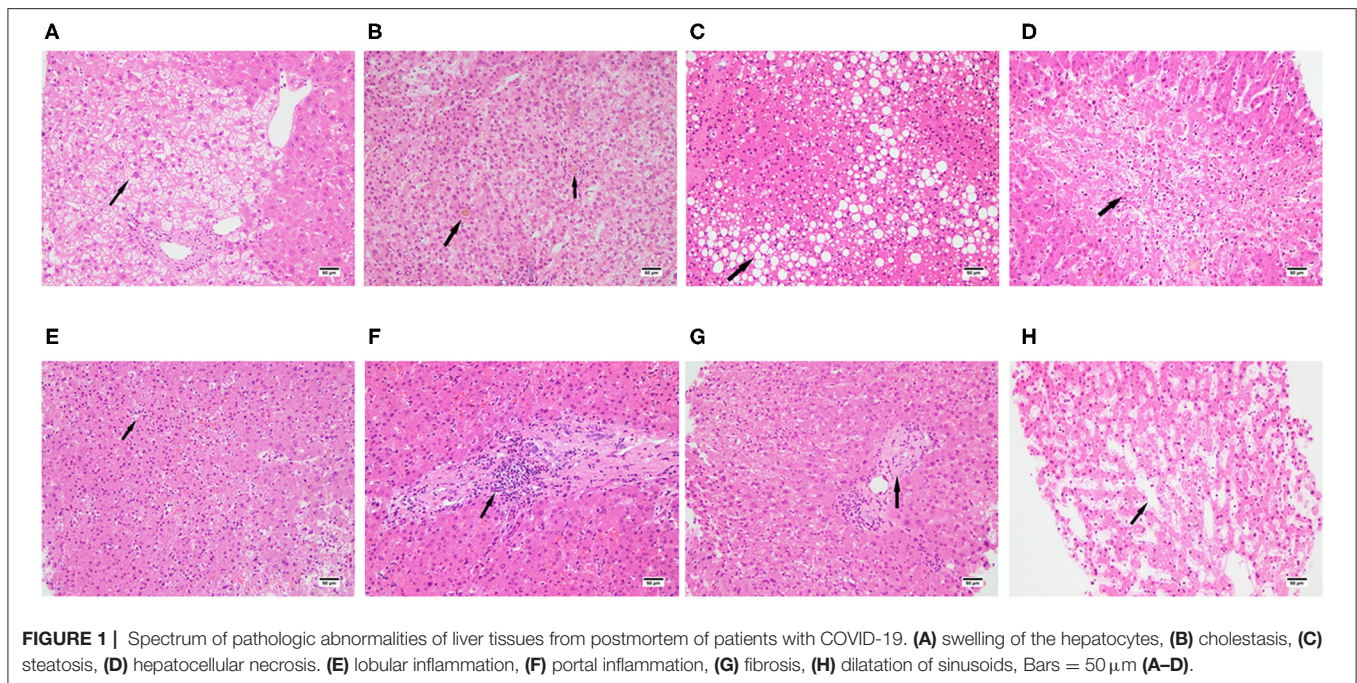 A
B
C
D
50 µm
50 µm
50 µm
50 µm
E
F
G
H
50 µm
50 µm
50 µm
50 µm
FIGURE 1 | Spectrum of pathologic abnormalities of liver tissues from postmortem of patients with COVID-19. (A) swelling of the hepatocytes, (B) cholestasis, (C)
steatosis, (D) hepatocellular necrosis. (E) lobular inflammation, (F) portal inflammation, (G) fibrosis, (H) dilatation of sinusoids, Bars = 50 µm (A–D).